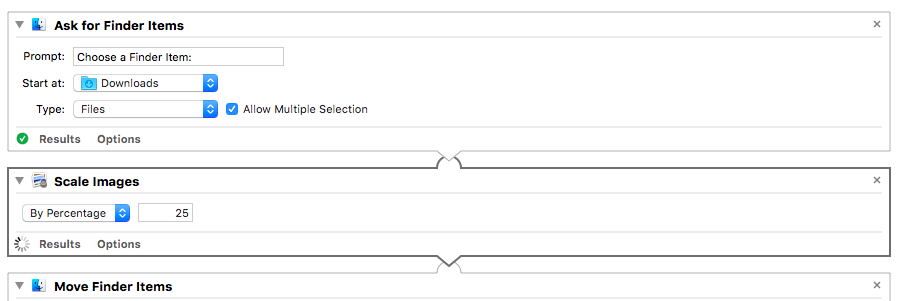 Ask for Finder Items
Prompt: Choose a Finder Item:
Start at: Downloads
Type: Files Allow Multiple Selection
Results Options
Scale Images
By Percentage 25
Results Options
Move Finder Items